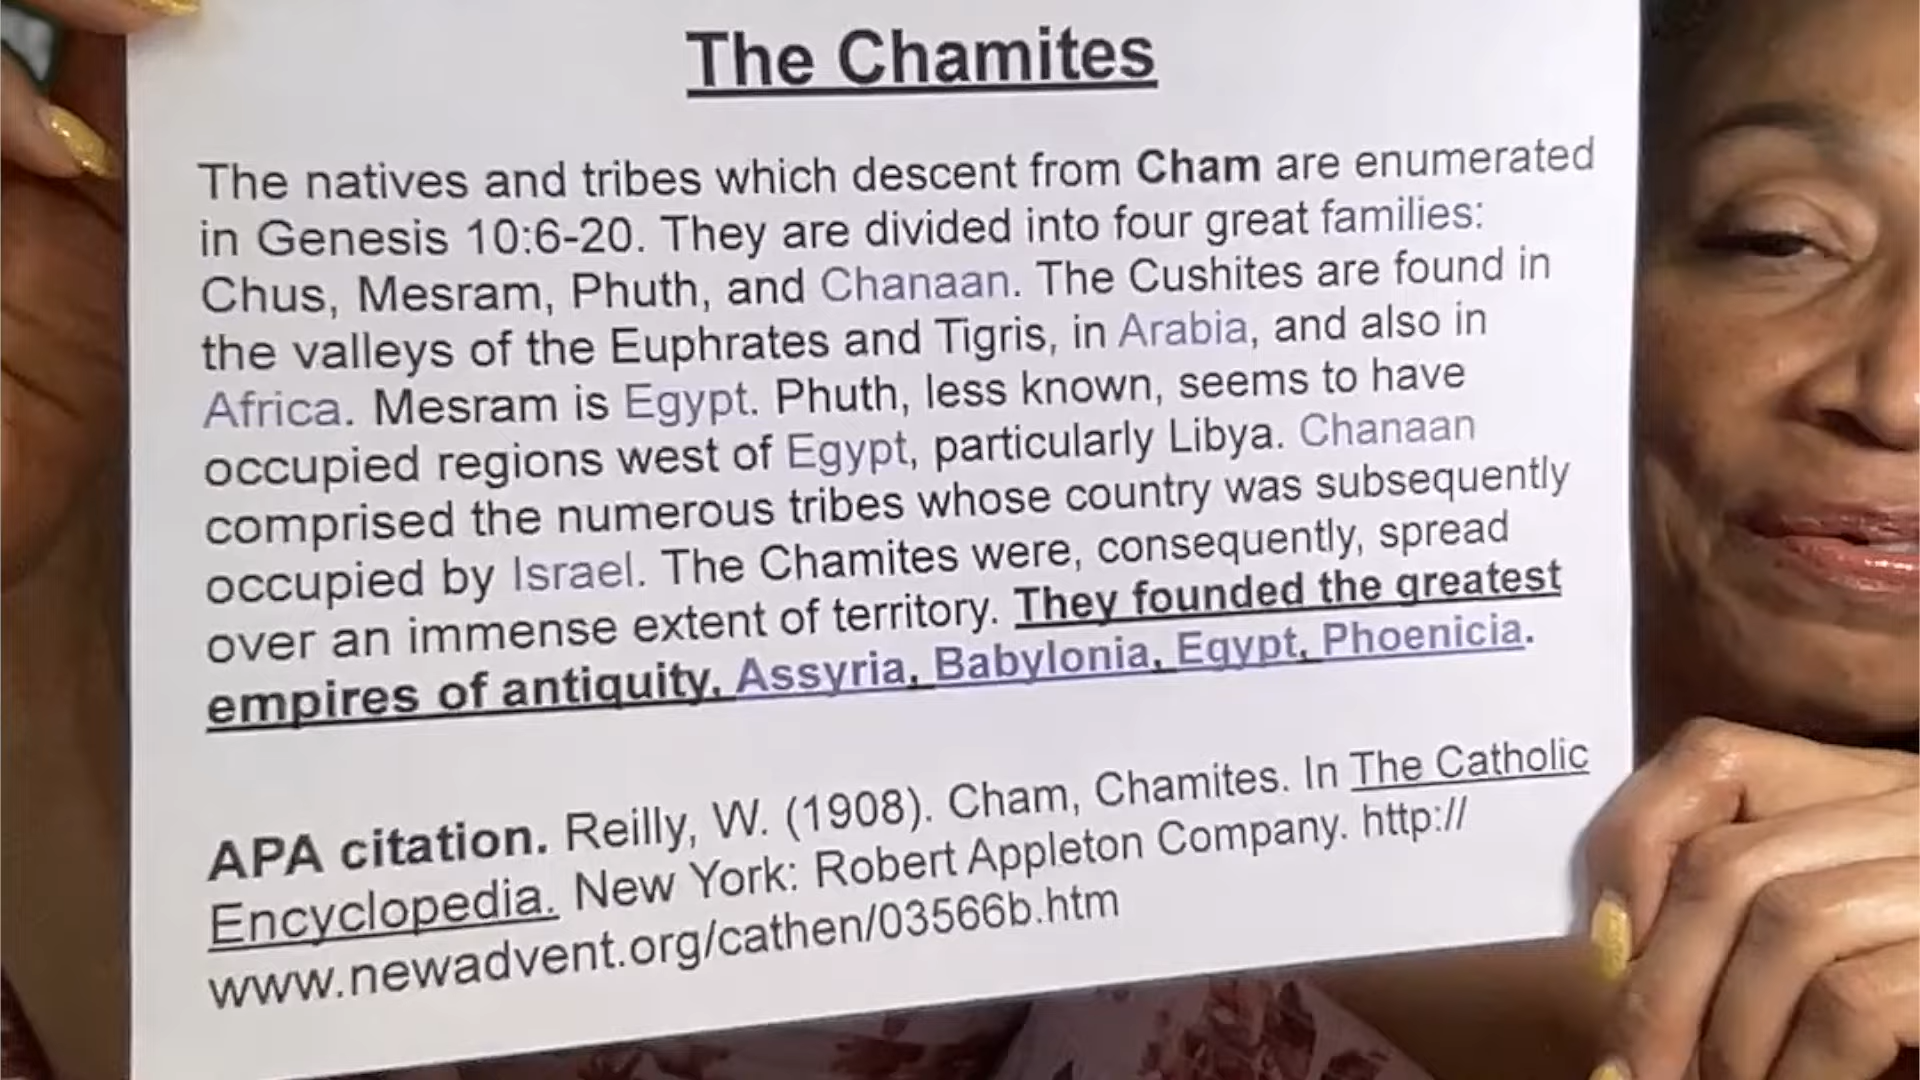 The Chamites
The natives and tribes which descent from Cham are enumerated
in Genesis 10:6-20. They are divided into four great families:
Chus, Mesram, Phuth, and Chanaan. The Cushites are found in
the valleys of the Euphrates and Tigris, in Arabia, and also in
Africa. Mesram is Egypt. Phuth, less known, seems to have
occupied regions west of Egypt, particularly Libya. Chanaan
comprised the numerous tribes whose country was subsequently
occupied by Israel. The Chamites were, consequently, spread
over an immense extent of territory. They founded the greatest
empires of antiquity, Assyria, Babylonia, Egypt, Phoenicia.
APA citation. Reilly, W. (1908). Cham, Chamites. In The Catholic
Encyclopedia. New York: Robert Appleton Company. http://
www.newadvent.org/cathen/03566b.htm